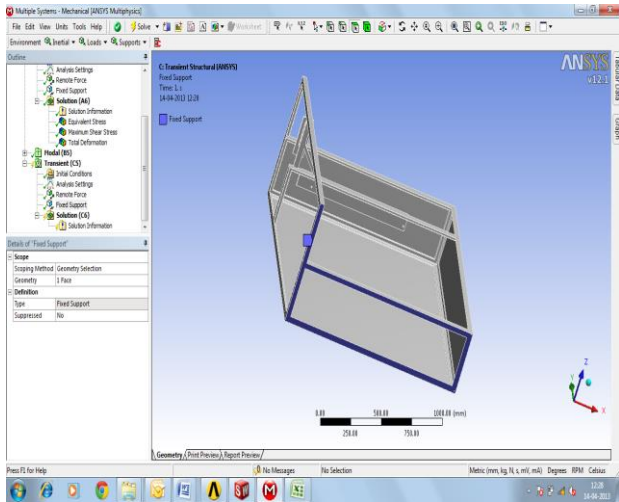 Multiple Systems - Mechanical [ANSYS Multiphysics]
File Edit View Units Tools Help Solve Worksheet
Environment Inertial Loads Supports
Outline
Analysis Settings
Remote Force
Fixed Support
Solution (A6)
Solution Information
Equivalent Stress
Maximum Shear Stress
Total Deformation
Modal (B5)
Transient (C5)
Initial Conditions
Analysis Settings
Remote Force
Fixed Support
Solution (C6)
Solution Information
Details of "Fixed Support"
Scope
Scoping Method Geometry Selection
Geometry 1 Face
Definition
Type Fixed Support
Suppressed No
C: Transient Structural (ANSYS)
Fixed Support
Time: 1. s
14-04-2013 12:28
Fixed Support
ANSYS
v12.1
Tabular Data
Graph
Z
Y
X
0.00 500.00 1000.00 (mm)
250.00 750.00
Geometry Print Preview Report Preview
Press F1 for Help No Messages No Selection Metric (mm, kg, N, s, mV, mA) Degrees RPM Celsius
12:28
14-04-2013